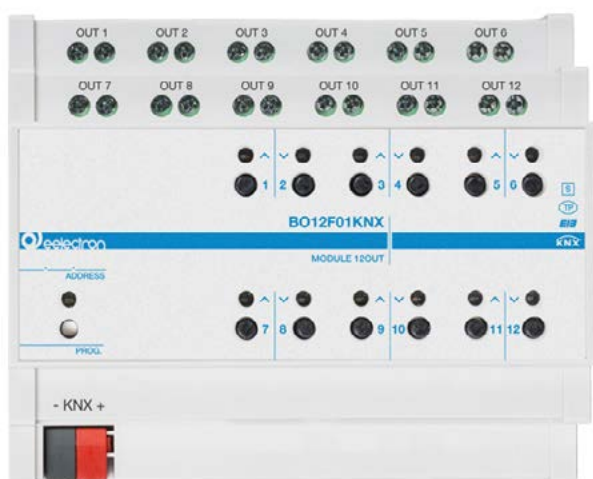 OUT 1 OUT 2 OUT 3 OUT 4 OUT 5 OUT 6
OUT 7 OUT 8 OUT 9 OUT 10 OUT 11 OUT 12
1 2 3 4 5 6
S
TP
BO12F01KNX
EIB
eelectron
KNX
MODULE 12OUT
ADDRESS
7 8 9 10 11 12
PROG.
- KNX +